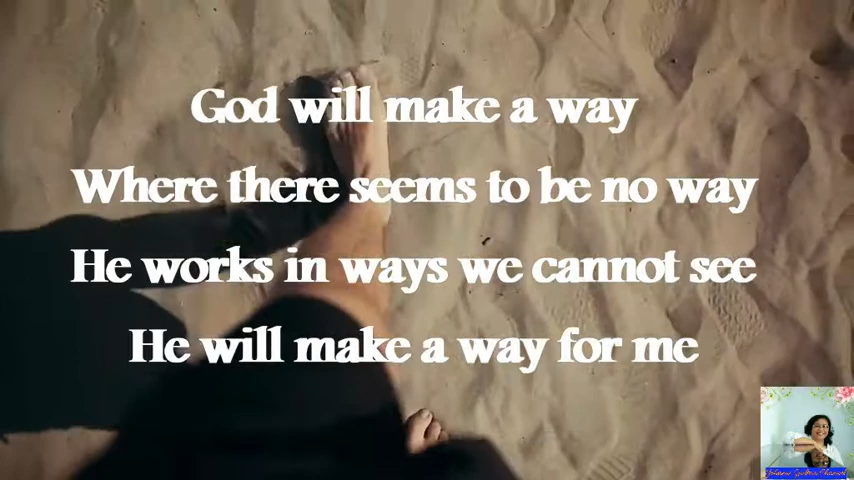 God will make a way
Where there seems to be no way
He works in ways we cannot see
He will make a way for me